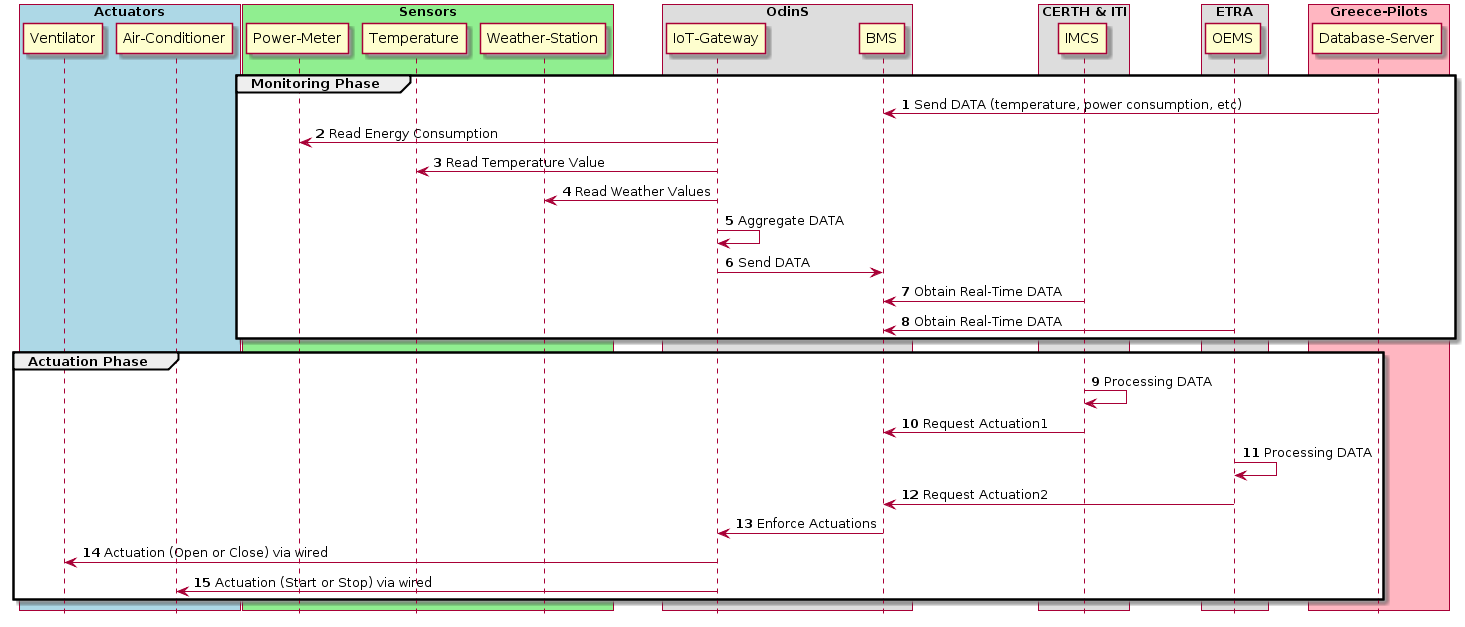 Actuators
Sensors
OdinS
CERTH & ITI
ETRA
Greece-Pilots
Ventilator
Air-Conditioner
Power-Meter
Temperature
Weather-Station
IoT-Gateway
BMS
IMCS
OEMS
Database-Server
Monitoring Phase
1 Send DATA (temperature, power consumption, etc)
2 Read Energy Consumption
3 Read Temperature Value
4 Read Weather Values
5 Aggregate DATA
6 Send DATA
7 Obtain Real-Time DATA
8 Obtain Real-Time DATA
Actuation Phase
9 Processing DATA
10 Request Actuation1
11 Processing DATA
12 Request Actuation2
13 Enforce Actuations
14 Actuation (Open or Close) via wired
15 Actuation (Start or Stop) via wired